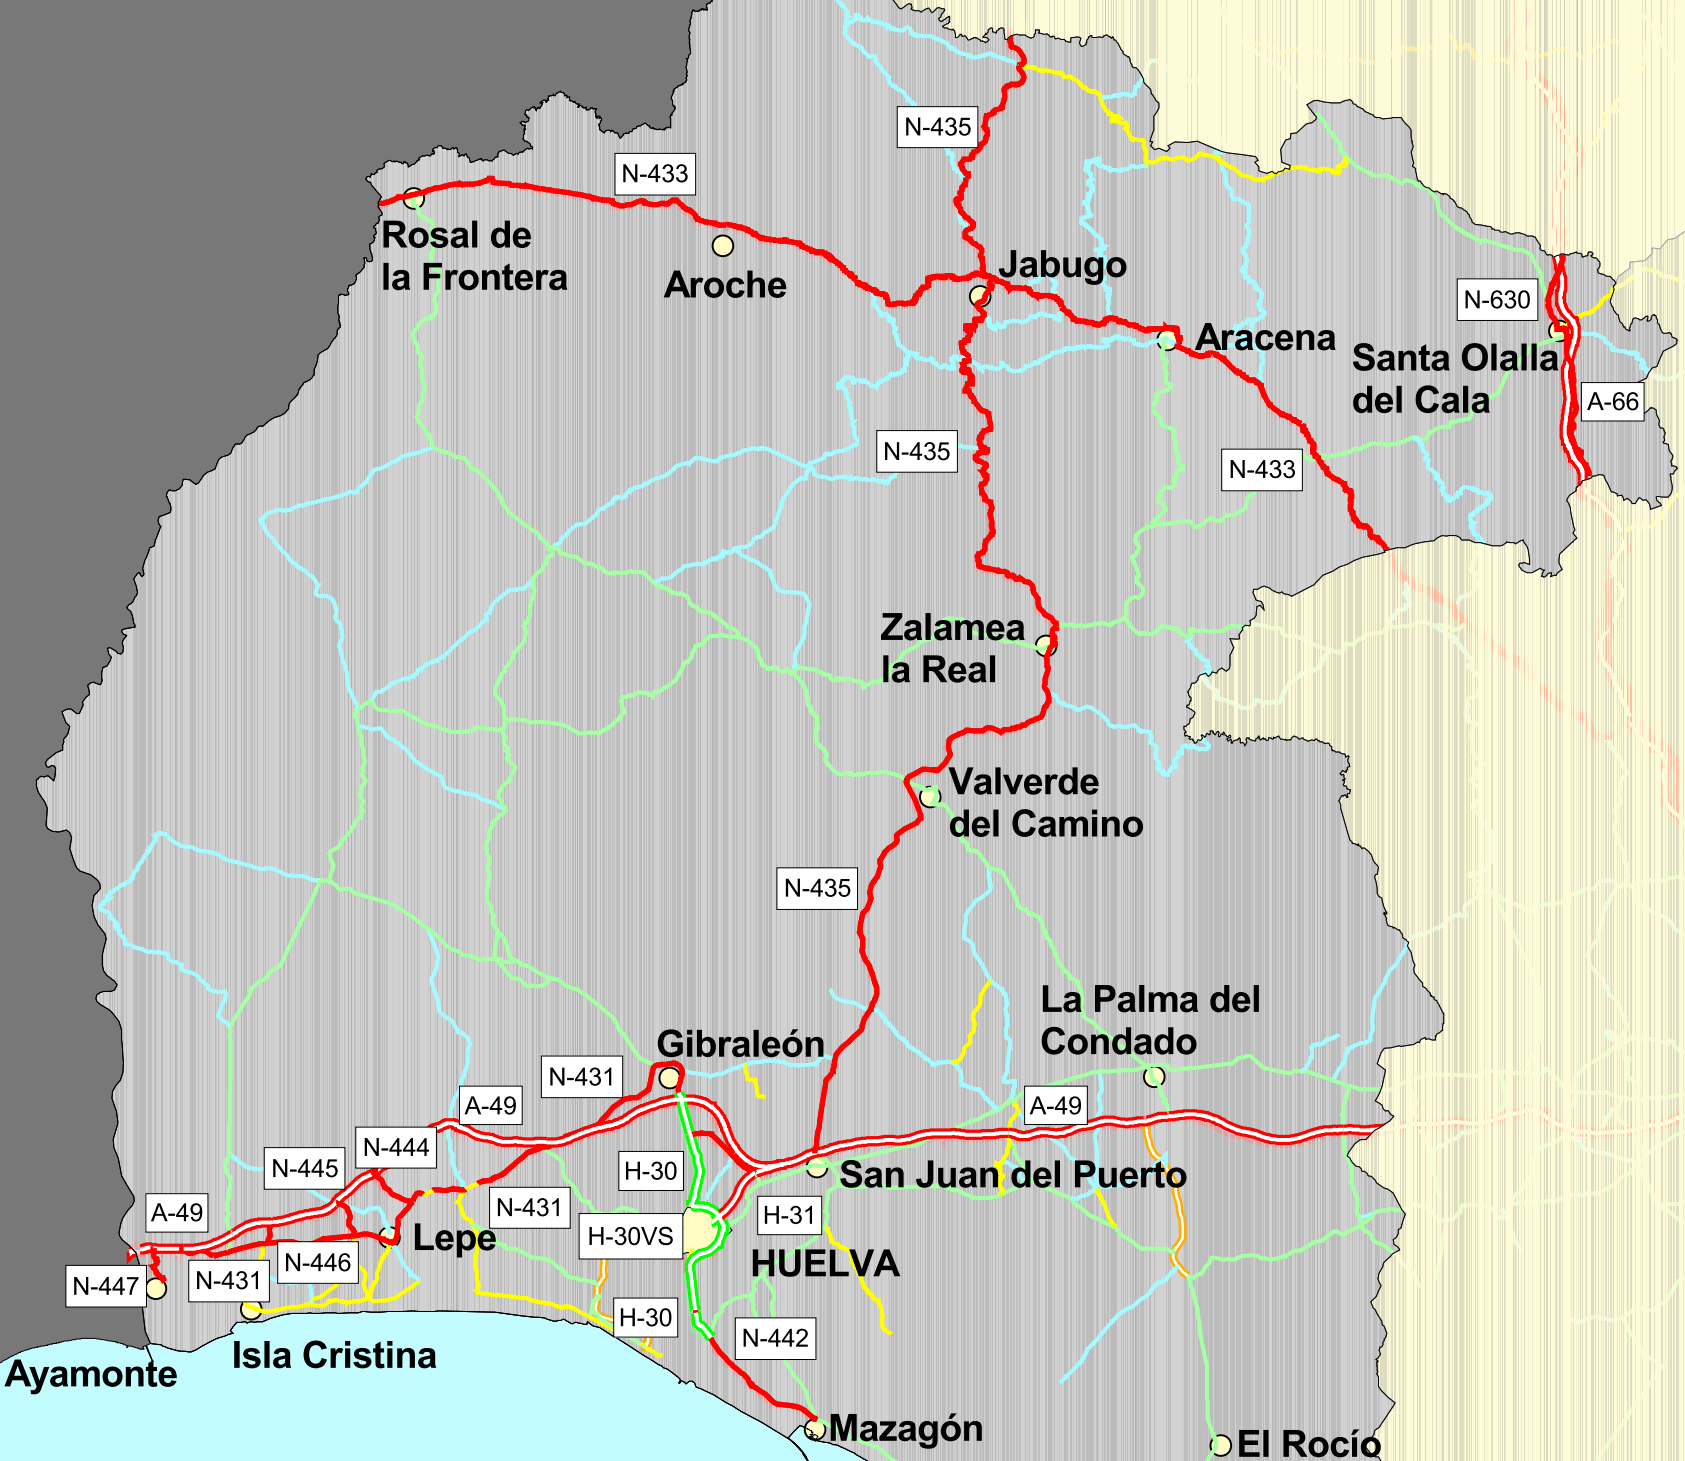 N-435
N-433
Rosal de
la Frontera
Aroche
Jabugo
N-630
Aracena
Santa Olalla
del Cala
A-66
N-435
N-433
Zalamea
la Real
Valverde
del Camino
N-435
La Palma del
Condado
Gibraleón
N-431
A-49
A-49
N-444
N-445
H-30
San Juan del Puerto
A-49
N-431
H-31
H-30VS
Lepe
N-446
HUELVA
N-447
N-431
H-30
N-442
Isla Cristina
Ayamonte
Mazagón
El Rocío